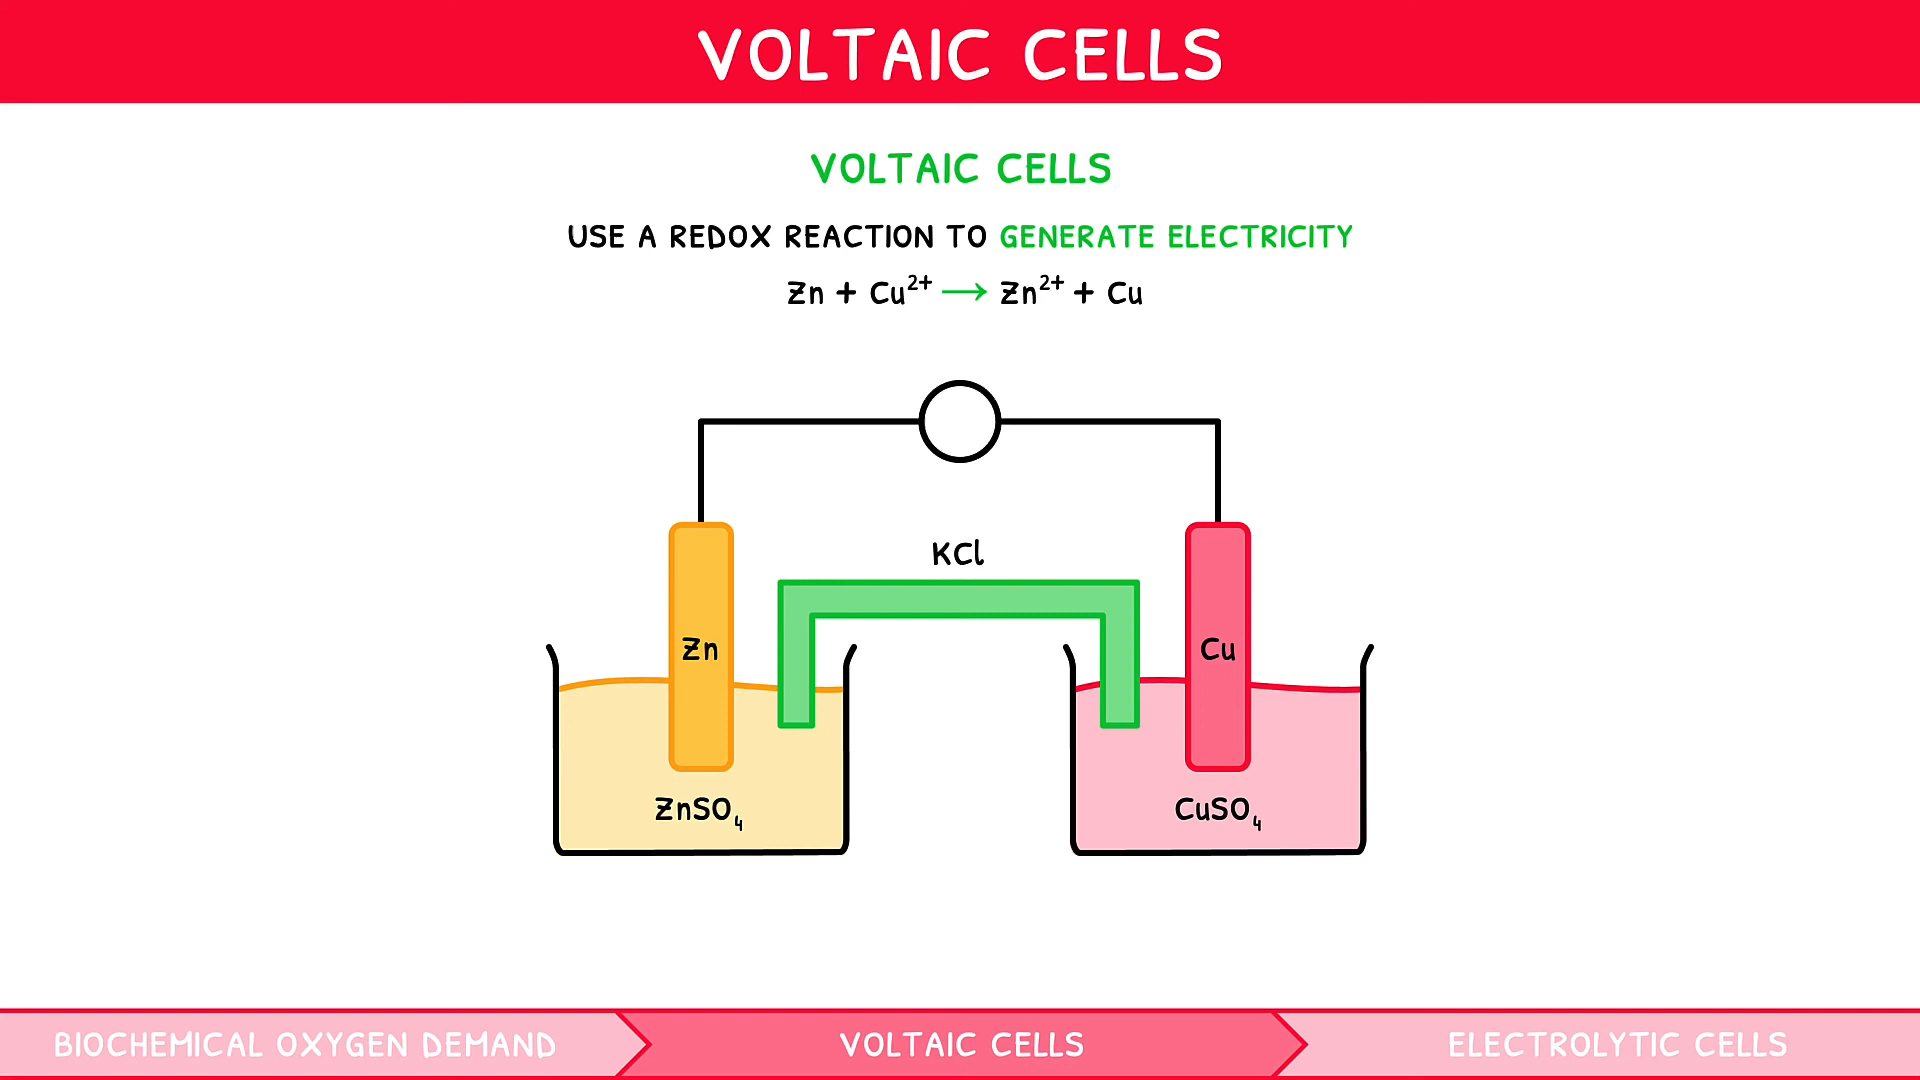 VOLTAIC CELLS
VOLTAIC CELLS
USE A REDOX REACTION TO GENERATE ELECTRICITY
Zn + Cu²⁺ → Zn²⁺ + Cu
KCl
Zn
Cu
ZnSO₄
CuSO₄
BIOCHEMICAL OXYGEN DEMAND
VOLTAIC CELLS
ELECTROLYTIC CELLS